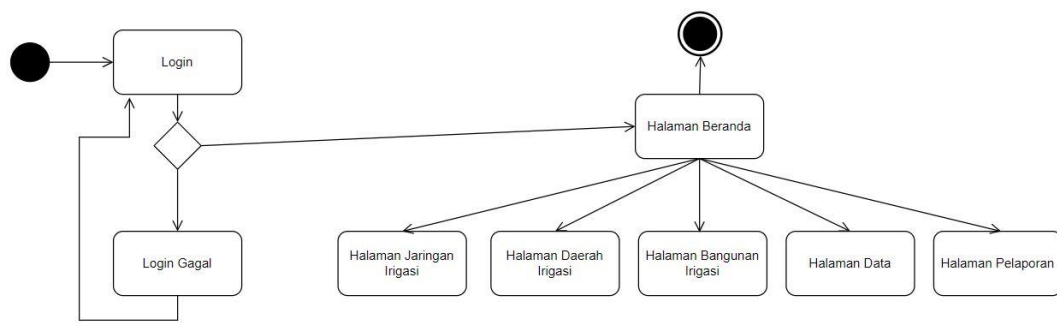 Login
Halaman Beranda
Login Gagal
Halaman Jaringan
Irigasi
Halaman Daerah
Irigasi
Halaman Bangunan
Irigasi
Halaman Data
Halaman Pelaporan